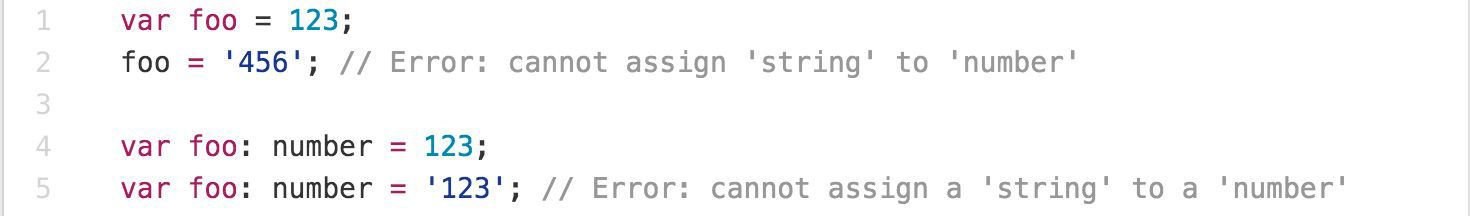 1 var foo = 123;
2 foo = '456'; // Error: cannot assign 'string' to 'number'
3
4 var foo: number = 123;
5 var foo: number = '123'; // Error: cannot assign a 'string' to a 'number'